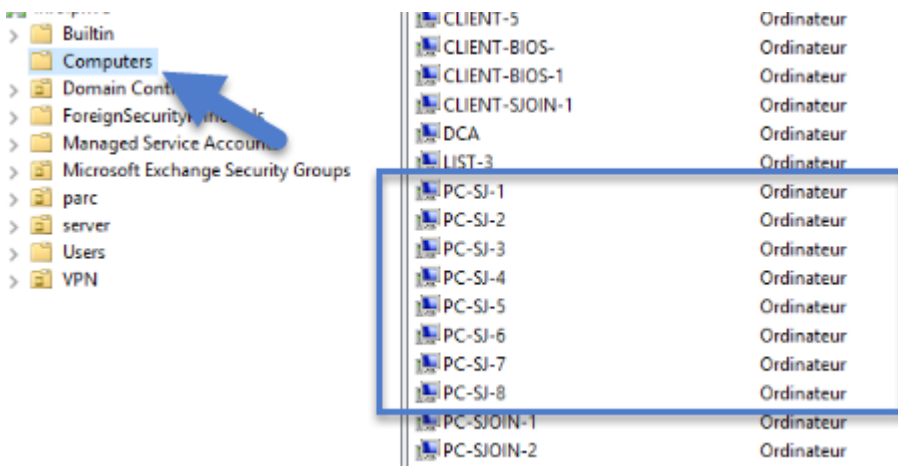 Builtin
Computers
Domain
ForeignSecurity
Managed Service
Microsoft Exchange Security Groups
parc
server
Users
VPN
CLIENT-5 Ordinateur
CLIENT-BIOS- Ordinateur
CLIENT-BIOS-1 Ordinateur
CLIENT-SJOIN-1 Ordinateur
DCA Ordinateur
LIST-3 Ordinateur
PC-SJ-1 Ordinateur
PC-SJ-2 Ordinateur
PC-SJ-3 Ordinateur
PC-SJ-4 Ordinateur
PC-SJ-5 Ordinateur
PC-SJ-6 Ordinateur
PC-SJ-7 Ordinateur
PC-SJ-8 Ordinateur
PC-SJOIN-1 Ordinateur
PC-SJOIN-2 Ordinateur